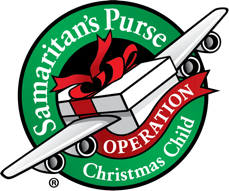 Samaritan's Purse
OPERATION
Christmas Child
®